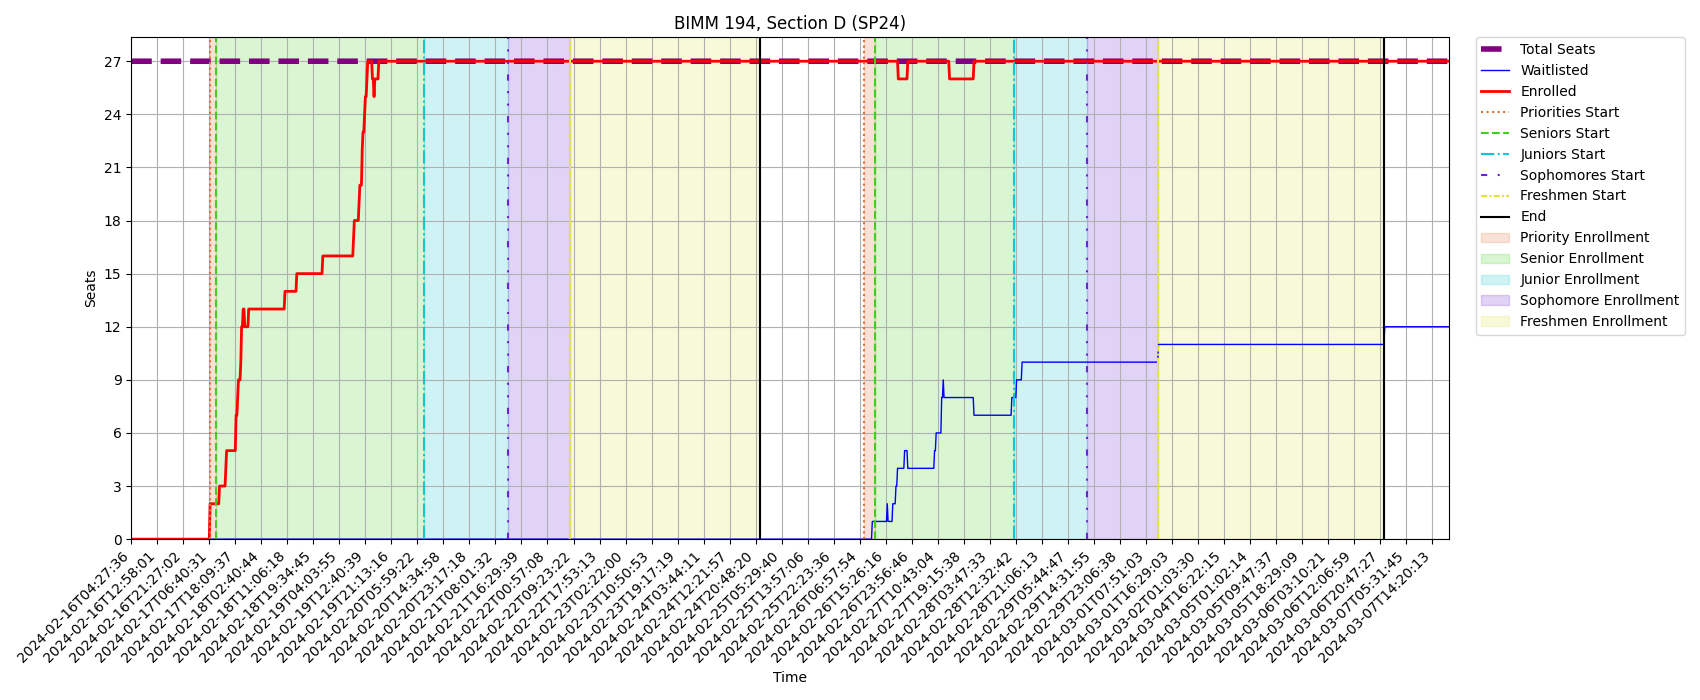 BIMM 194, Section D (SP24)
Seats
27
24
21
18
15
12
9
6
3
0
2024-02-16T04:27:36
2024-02-16T12:58:01
2024-02-16T21:27:02
2024-02-17T06:40:31
2024-02-17T18:09:37
2024-02-18T02:40:44
2024-02-18T11:06:18
2024-02-18T19:34:45
2024-02-19T04:03:55
2024-02-19T12:40:39
2024-02-19T21:13:16
2024-02-20T05:59:22
2024-02-20T14:34:58
2024-02-20T23:17:18
2024-02-21T08:01:32
2024-02-21T16:29:39
2024-02-22T00:57:08
2024-02-22T09:23:22
2024-02-22T17:53:13
2024-02-23T02:22:00
2024-02-23T10:50:53
2024-02-23T19:17:19
2024-02-24T03:44:11
2024-02-24T12:21:57
2024-02-24T20:48:20
2024-02-25T05:29:40
2024-02-25T13:57:06
2024-02-25T22:23:36
2024-02-26T06:57:54
2024-02-26T15:26:16
2024-02-26T23:56:46
2024-02-27T10:43:04
2024-02-27T19:15:38
2024-02-28T03:47:33
2024-02-28T12:32:42
2024-02-28T21:06:13
2024-02-29T05:44:47
2024-02-29T14:31:55
2024-02-29T23:06:38
2024-03-01T07:51:03
2024-03-01T16:29:03
2024-03-02T01:03:30
2024-03-04T16:22:15
2024-03-05T01:02:14
2024-03-05T09:47:37
2024-03-05T18:29:09
2024-03-06T03:10:21
2024-03-06T12:06:59
2024-03-06T20:47:27
2024-03-07T05:31:45
2024-03-07T14:20:13
Time
Total Seats
Waitlisted
Enrolled
Priorities Start
Seniors Start
Juniors Start
Sophomores Start
Freshmen Start
End
Priority Enrollment
Senior Enrollment
Junior Enrollment
Sophomore Enrollment
Freshmen Enrollment